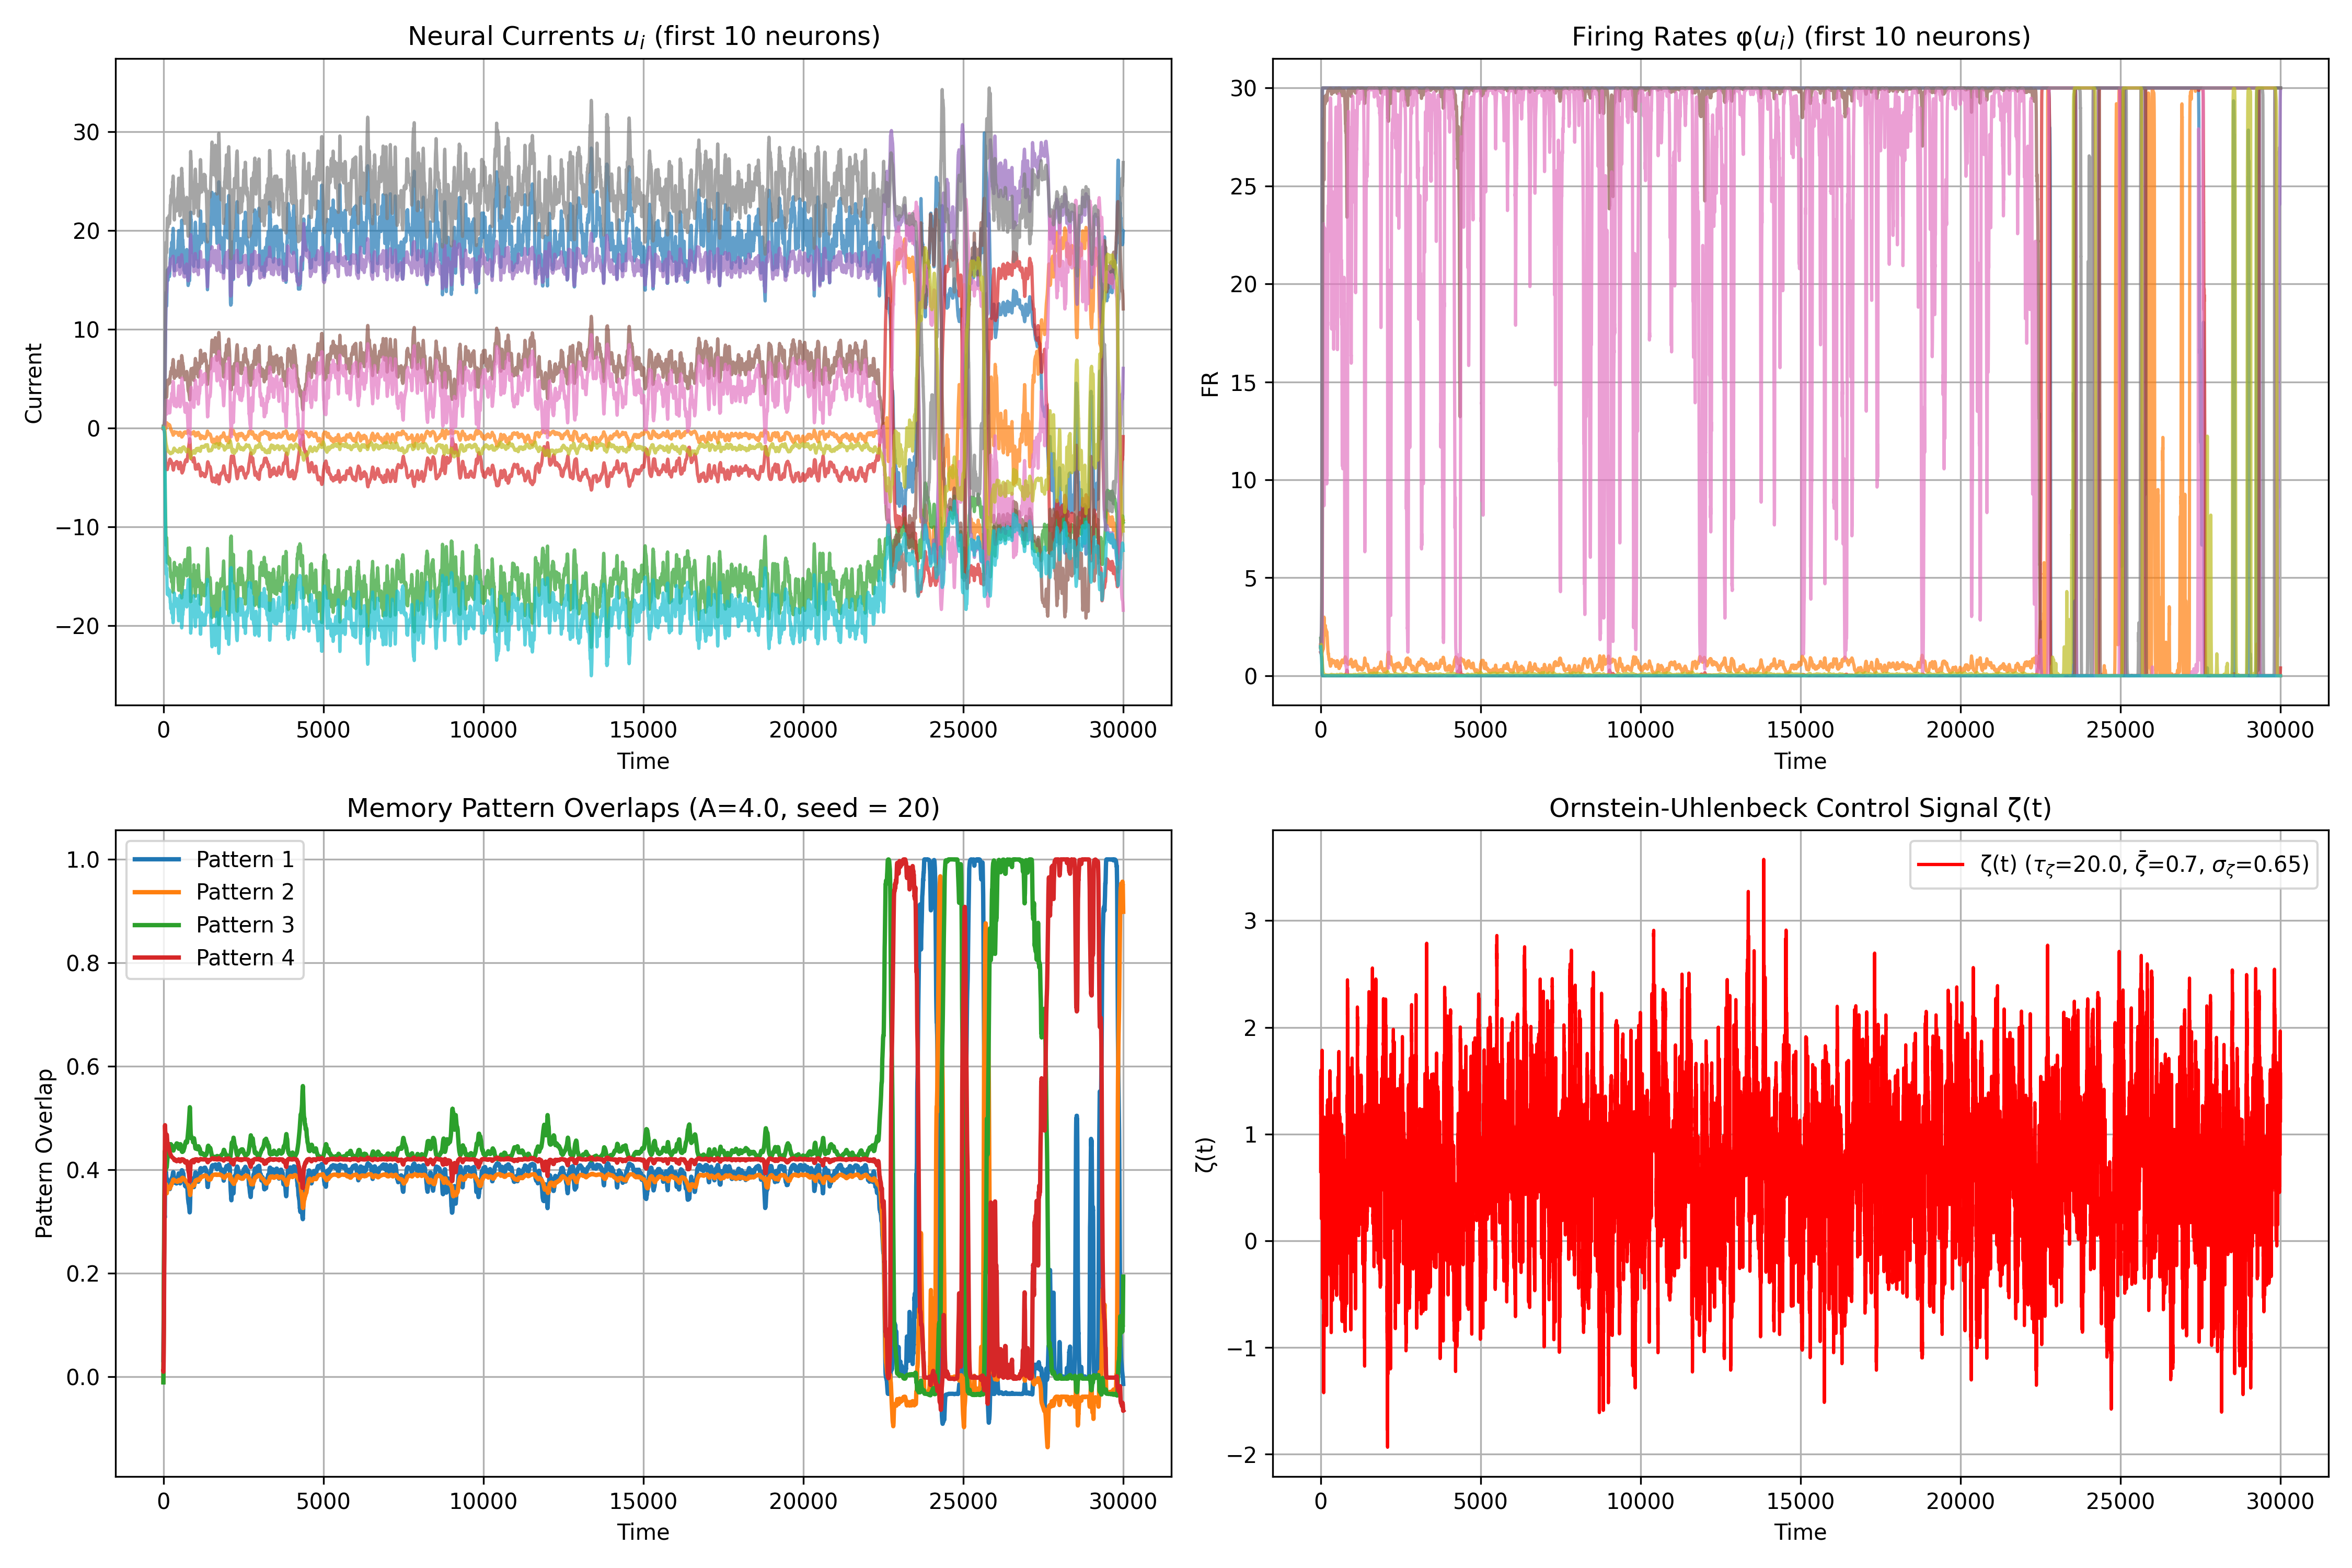 Neural Currents u_i (first 10 neurons)
Current
30
20
10
0
−10
−20
0 5000 10000 15000 20000 25000 30000
Time
Firing Rates φ(u_i) (first 10 neurons)
FR
30
25
20
15
10
5
0
0 5000 10000 15000 20000 25000 30000
Time
Memory Pattern Overlaps (A=4.0, seed = 20)
Pattern Overlap
Pattern 1
Pattern 2
Pattern 3
Pattern 4
1.0
0.8
0.6
0.4
0.2
0.0
0 5000 10000 15000 20000 25000 30000
Time
Ornstein-Uhlenbeck Control Signal ζ(t)
ζ(t)
ζ(t) (τ_ζ=20.0, ζ̄=0.7, σ_ζ=0.65)
3
2
1
0
−1
−2
0 5000 10000 15000 20000 25000 30000
Time